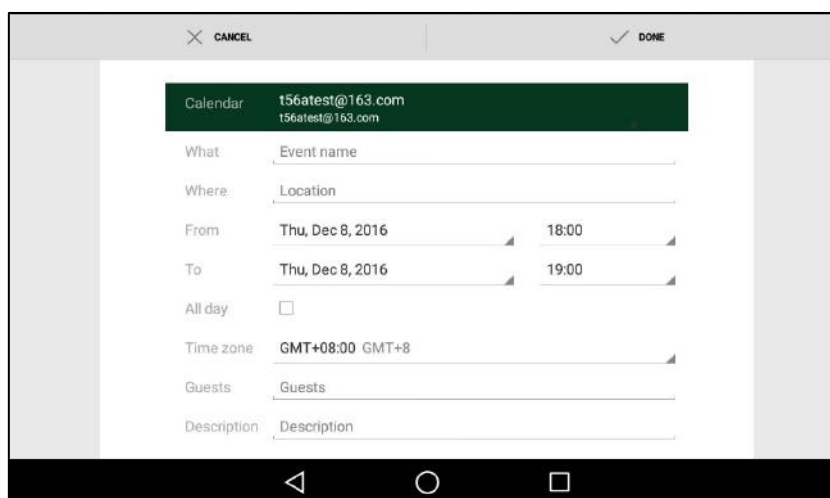 CANCEL DONE
Calendar t56atest@163.com
t56atest@163.com
What Event name
Where Location
From Thu, Dec 8, 2016 18:00
To Thu, Dec 8, 2016 19:00
All day
Time zone GMT+08:00 GMT+8
Guests Guests
Description Description